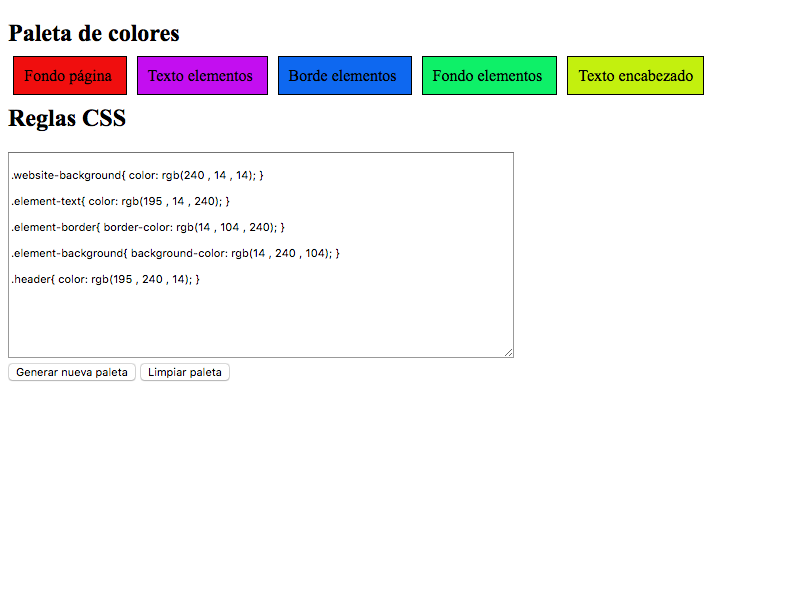 Paleta de colores
Fondo página Texto elementos Borde elementos Fondo elementos Texto encabezado
Reglas CSS
.website-background{ color: rgb(240 , 14 , 14); }
.element-text{ color: rgb(195 , 14 , 240); }
.element-border{ border-color: rgb(14 , 104 , 240); }
.element-background{ background-color: rgb(14 , 240 , 104); }
.header{ color: rgb(195 , 240 , 14); }
Generar nueva paleta Limpiar paleta